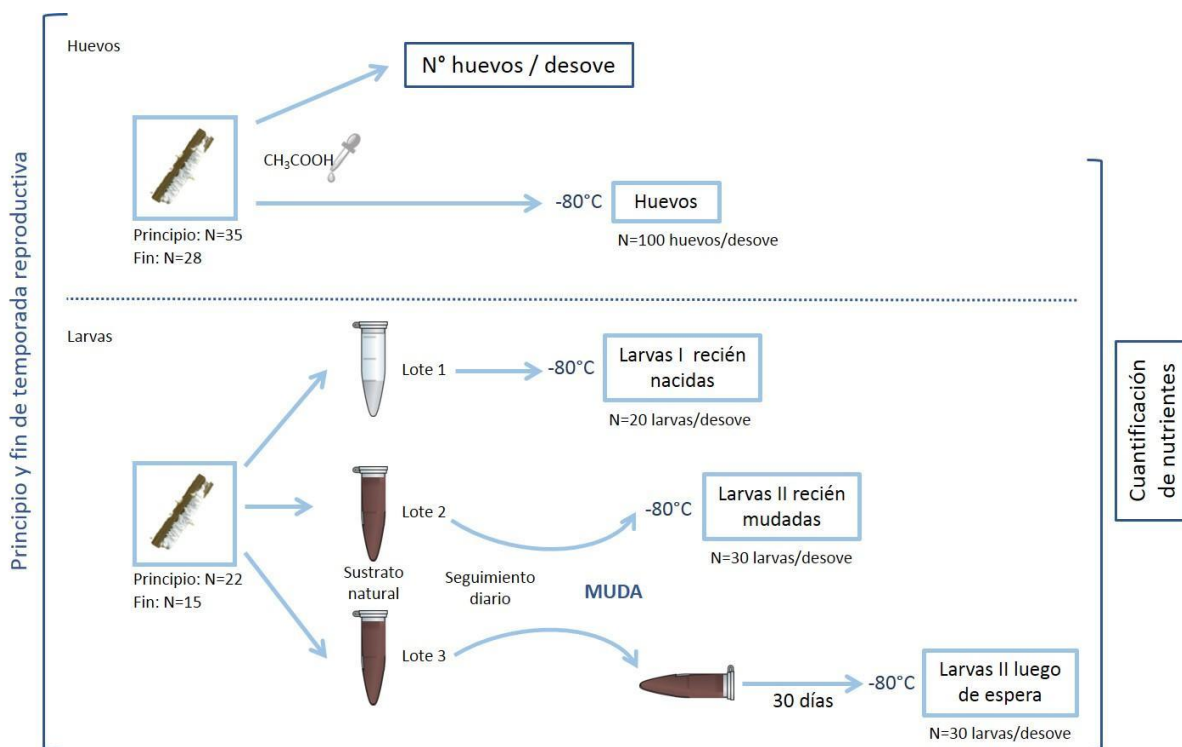 Principio y fin de temporada reproductiva
Huevos
N° huevos / desove
CH₃COOH
Principio: N=35
Fin: N=28
-80°C
Huevos
N=100 huevos/desove
Larvas
Lote 1
-80°C
Larvas I recién
nacidas
N=20 larvas/desove
Principio: N=22
Fin: N=15
Lote 2
-80°C
Larvas II recién
mudadas
N=30 larvas/desove
Sustrato
natural
Seguimiento
diario
MUDA
Lote 3
30 días
-80°C
Larvas II luego
de espera
N=30 larvas/desove
Cuantificación
de nutrientes